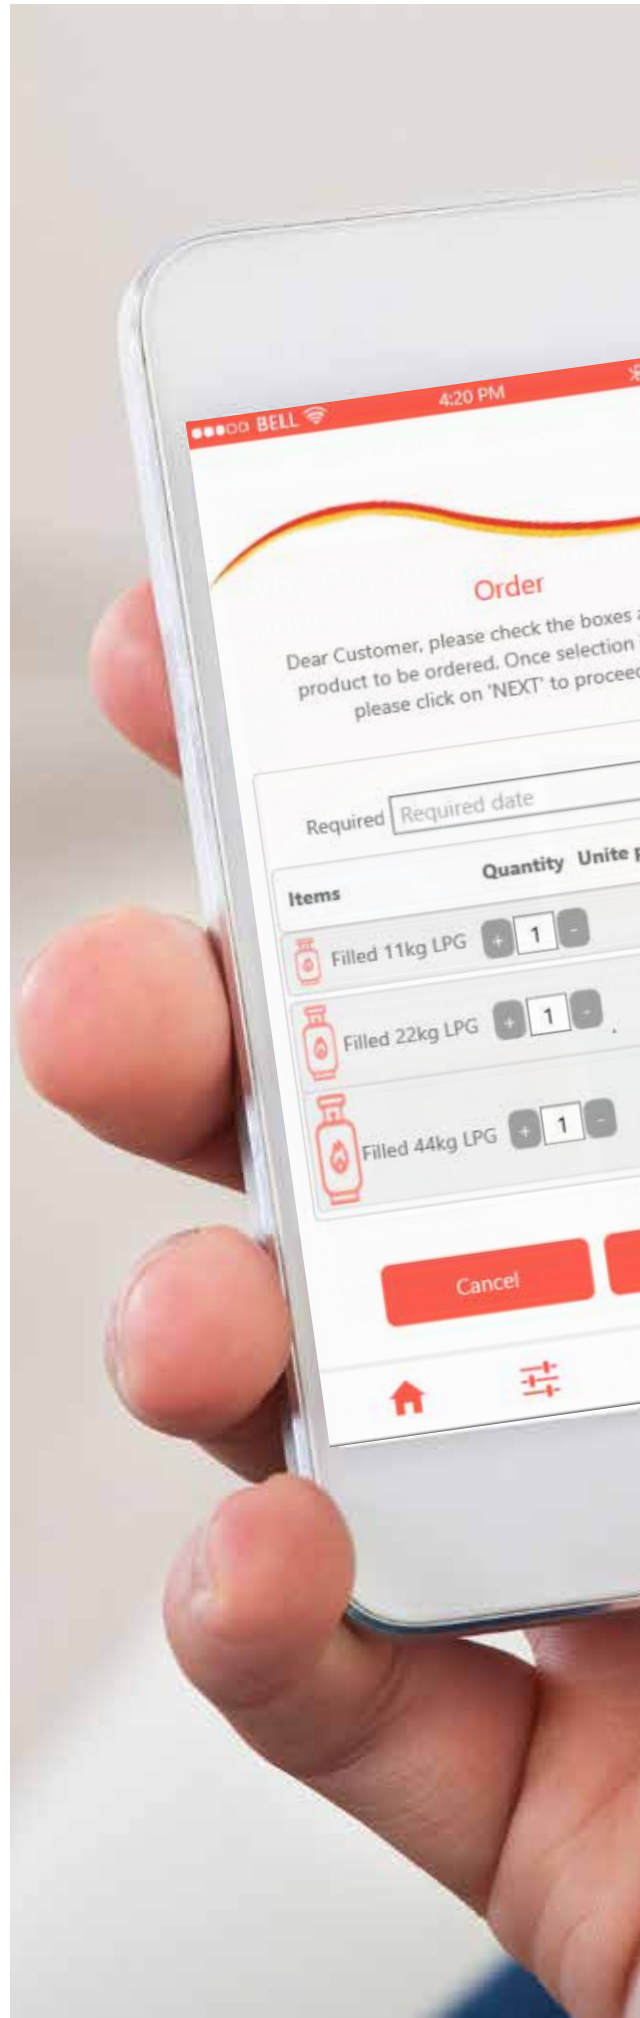 BELL 4:20 PM
Order
Dear Customer, please check the boxes
product to be ordered. Once selection
please click on 'NEXT' to proceed
Required Required date
Items Quantity Unite
Filled 11kg LPG + 1 -
Filled 22kg LPG + 1 - .
Filled 44kg LPG + 1 -
Cancel